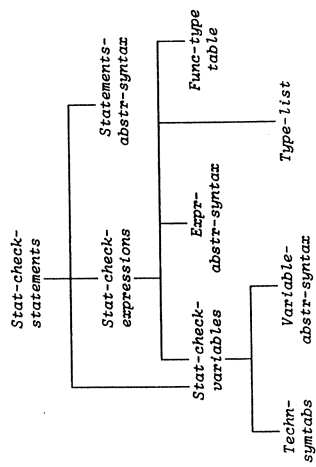 Stat-check-
statements
Statements-
abstr-syntax
Stat-check-
expressions
Func-type
table
Expr-
abstr-syntax
Stat-check-
variables
Type-list
Variable-
abstr-syntax
Techn-
symtabs